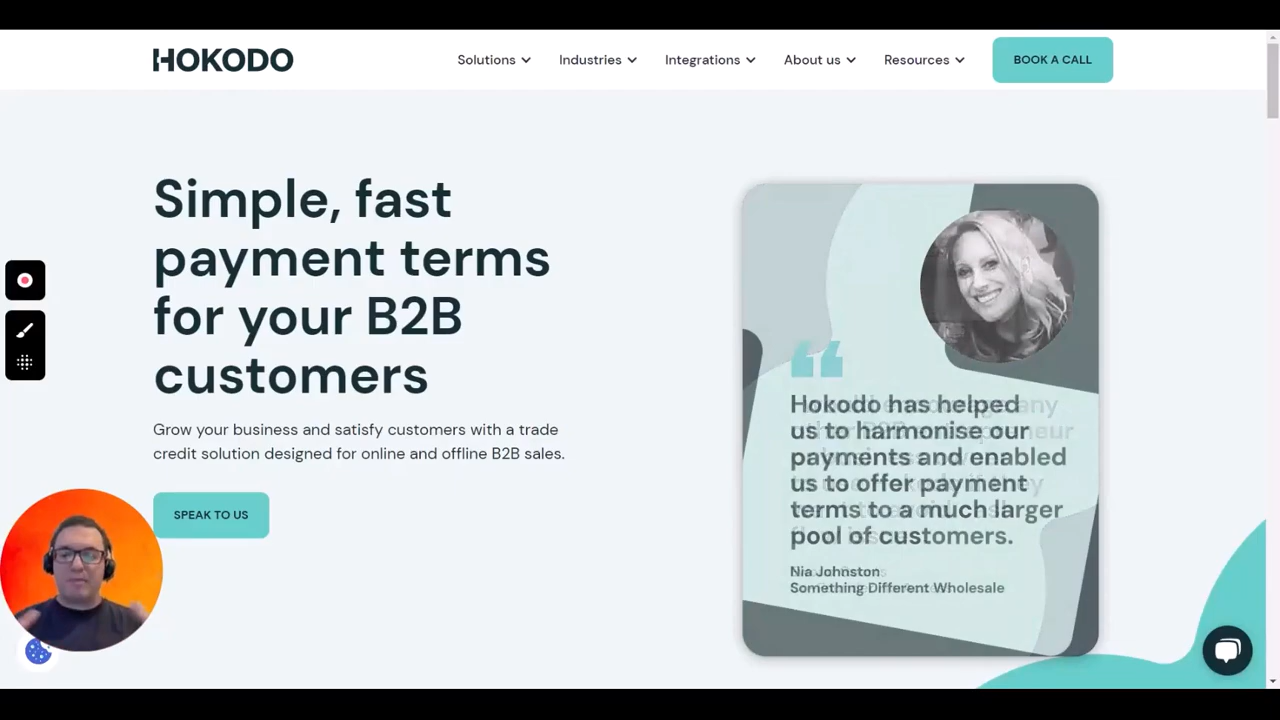 HOKODO
Solutions
Industries
Integrations
About us
Resources
BOOK A CALL
Simple, fast
payment terms
for your B2B
customers
Grow your business and satisfy customers with a trade
credit solution designed for online and offline B2B sales.
SPEAK TO US
Hokodo has helped
us to harmonise our
payments and enabled
us to offer payment
terms to a much larger
pool of customers.
Nia Johnston
Something Different Wholesale